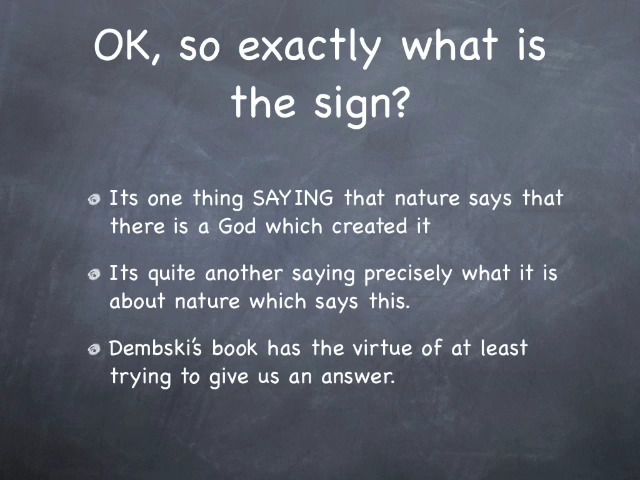 OK, so exactly what is
the sign?
Its one thing SAYING that nature says that
there is a God which created it
Its quite another saying precisely what it is
about nature which says this.
Dembski's book has the virtue of at least
trying to give us an answer.